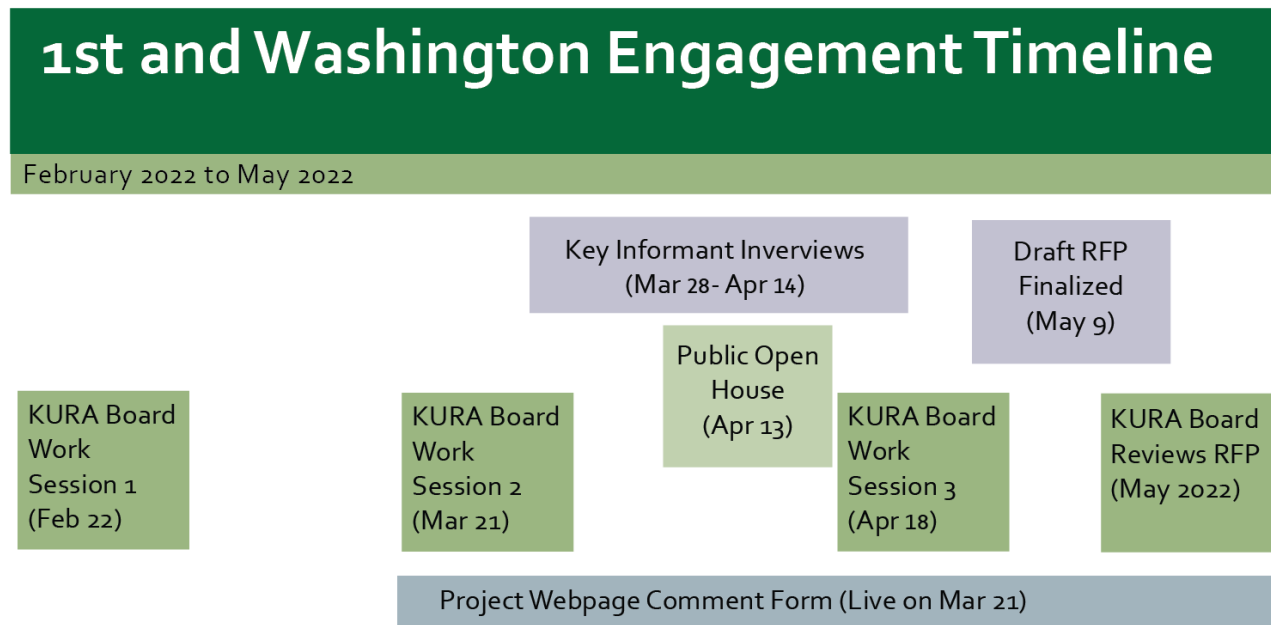 1st and Washington Engagement Timeline
February 2022 to May 2022
Key Informant Inverviews
(Mar 28- Apr 14)
Draft RFP
Finalized
(May 9)
Public Open
House
(Apr 13)
KURA Board
Work
Session 1
(Feb 22)
KURA Board
Work
Session 2
(Mar 21)
KURA Board
Work
Session 3
(Apr 18)
KURA Board
Reviews RFP
(May 2022)
Project Webpage Comment Form (Live on Mar 21)